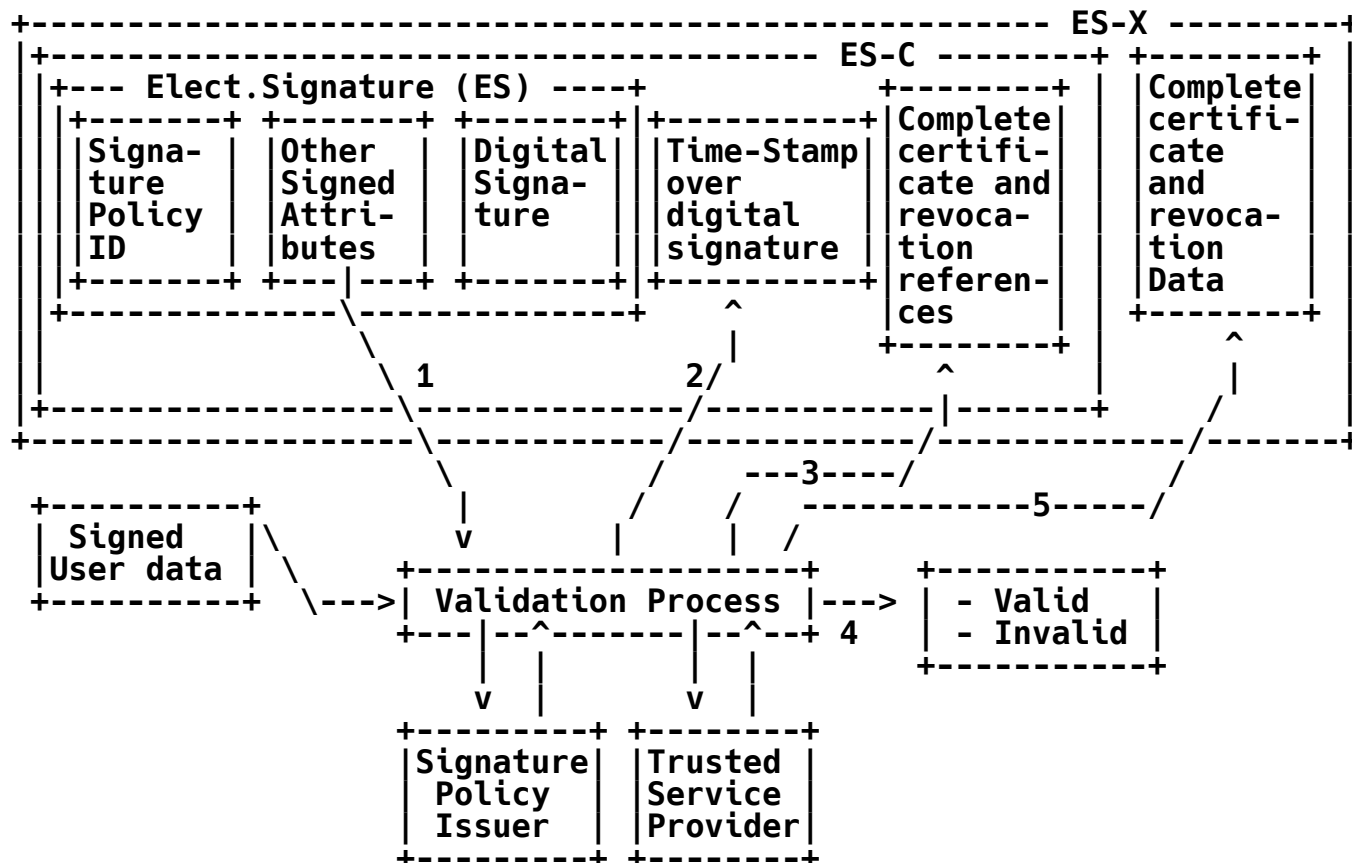 ES-X
ES-C
Elect.Signature (ES)
Complete
certifi-
cate
and
revoca-
tion
Data
Signa-
ture
Policy
ID
Other
Signed
Attri-
butes
Digital
Signa-
ture
Time-Stamp
over
digital
signature
Complete
certifi-
cate and
revoca-
tion
referen-
ces
1
2
3
5
Signed
User data
Validation Process
4
- Valid
- Invalid
Signature
Policy
Issuer
Trusted
Service
Provider